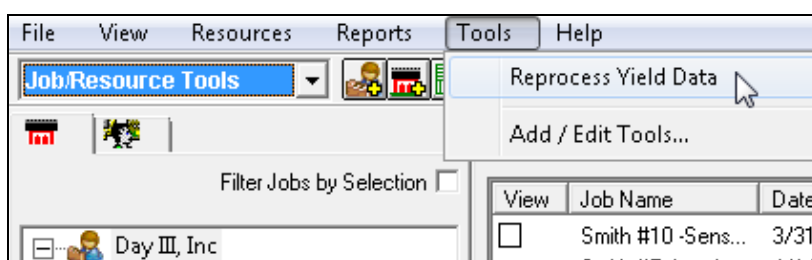 File View Resources Reports Tools Help
Job/Resource Tools
Reprocess Yield Data
Add / Edit Tools...
Filter Jobs by Selection
View Job Name Date
Smith #10 -Sens... 3/31
Day III, Inc